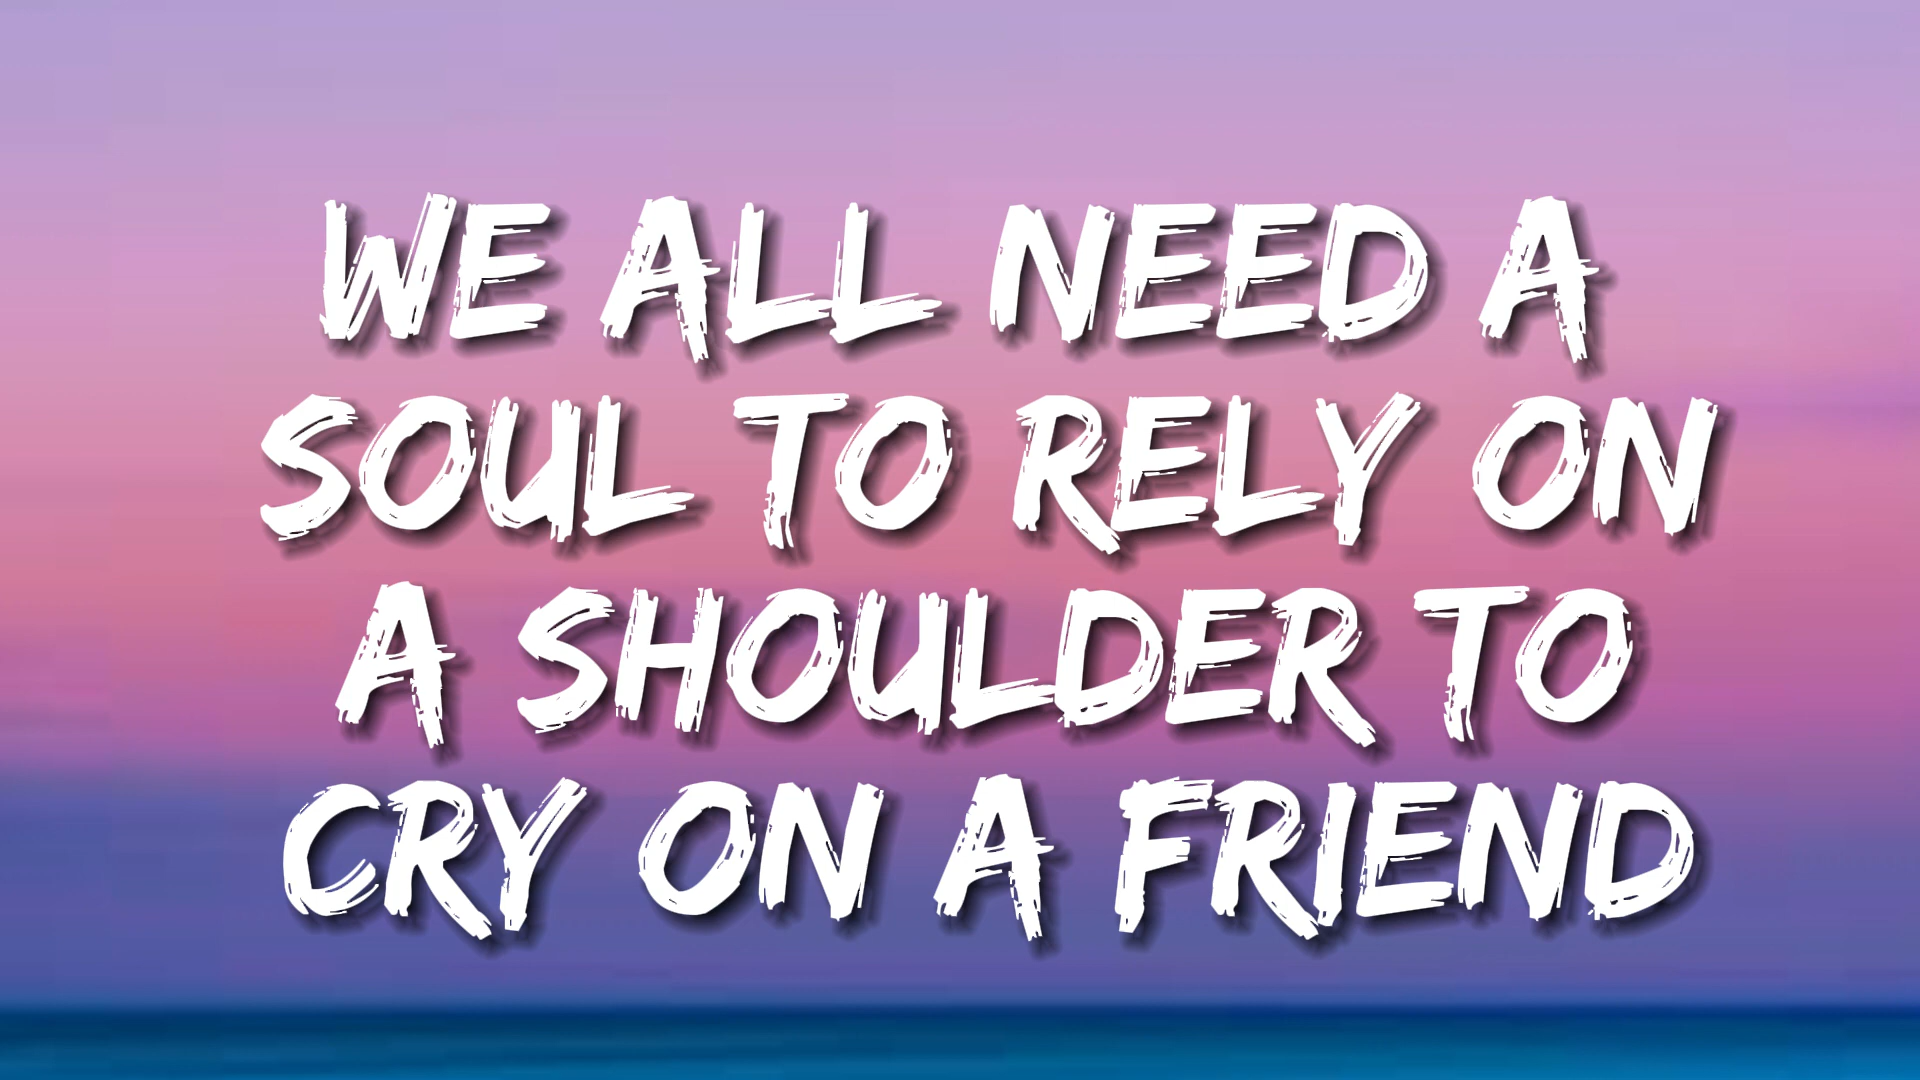 WE ALL NEED A
SOUL TO RELY ON
A SHOULDER TO
CRY ON A FRIEND